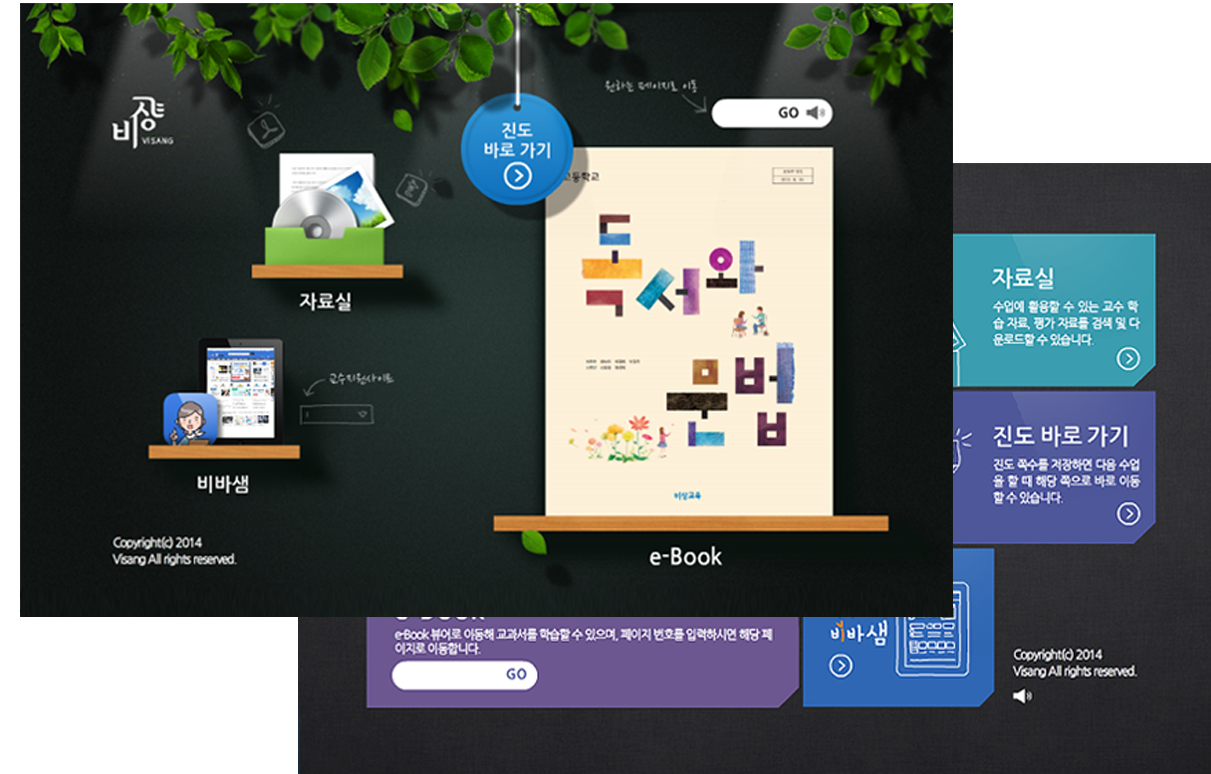 비상
VISANG
원하는 페이지로 이동
GO
진도
바로 가기
고등학교
독서와
문법
비상교육
e-Book
자료실
교수지원사이트
비바샘
Copyright(c) 2014
Visang All rights reserved.
자료실
수업에 활용할 수 있는 교수 학
습 자료, 평가 자료를 검색 및 다
운로드할 수 있습니다.
진도 바로 가기
진도 쪽수를 저장하면 다음 수업
을 할 때 해당 쪽으로 바로 이동
할 수 있습니다.
e-Book
e-Book 뷰어로 이동해 교과서를 학습할 수 있으며, 페이지 번호를 입력하시면 해당 페
이지로 이동합니다.
GO
비바샘
Copyright(c) 2014
Visang All rights reserved.